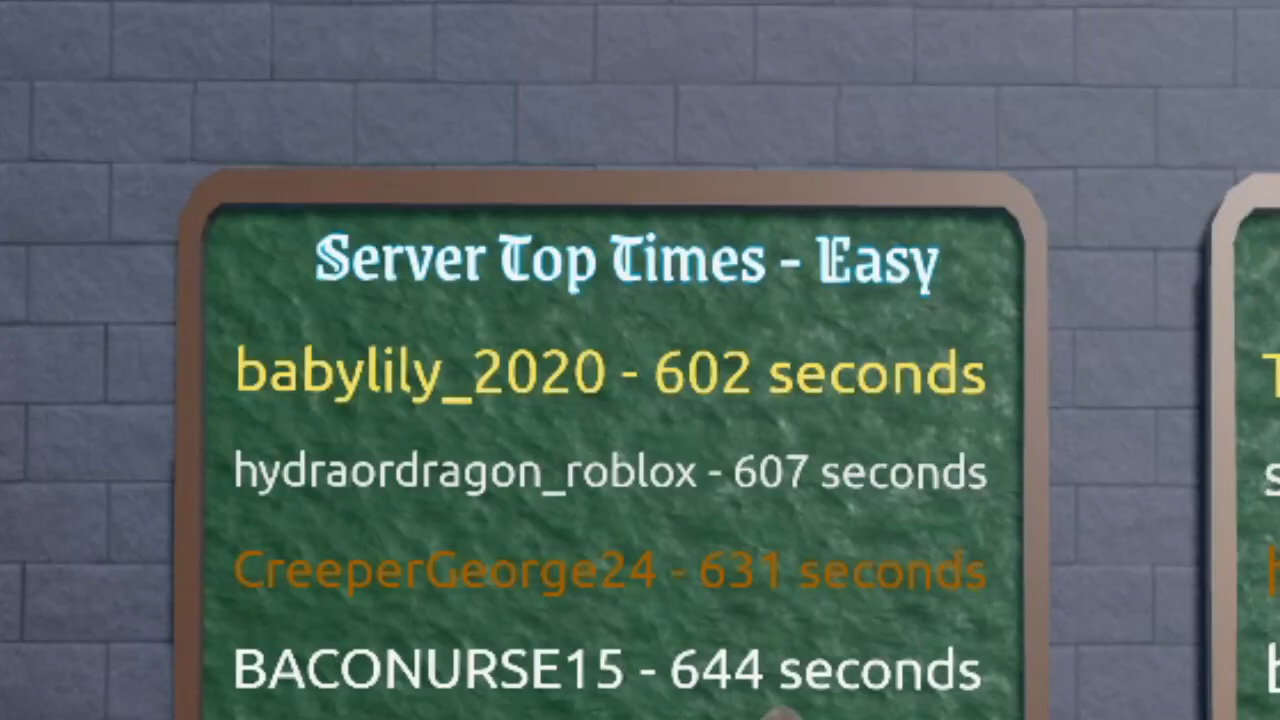 Server Top Times - Easy
babylily_2020 - 602 seconds
hydraordragon_roblox - 607 seconds
CreeperGeorge24 - 631 seconds
BACONURSE15 - 644 seconds